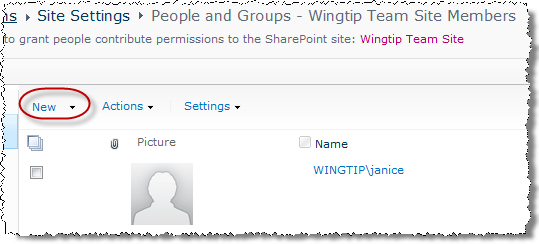 ns ▸ Site Settings ▸ People and Groups - Wingtip Team Site Members
to grant people contribute permissions to the SharePoint site: Wingtip Team Site
New Actions Settings
Picture Name
WINGTIP\janice